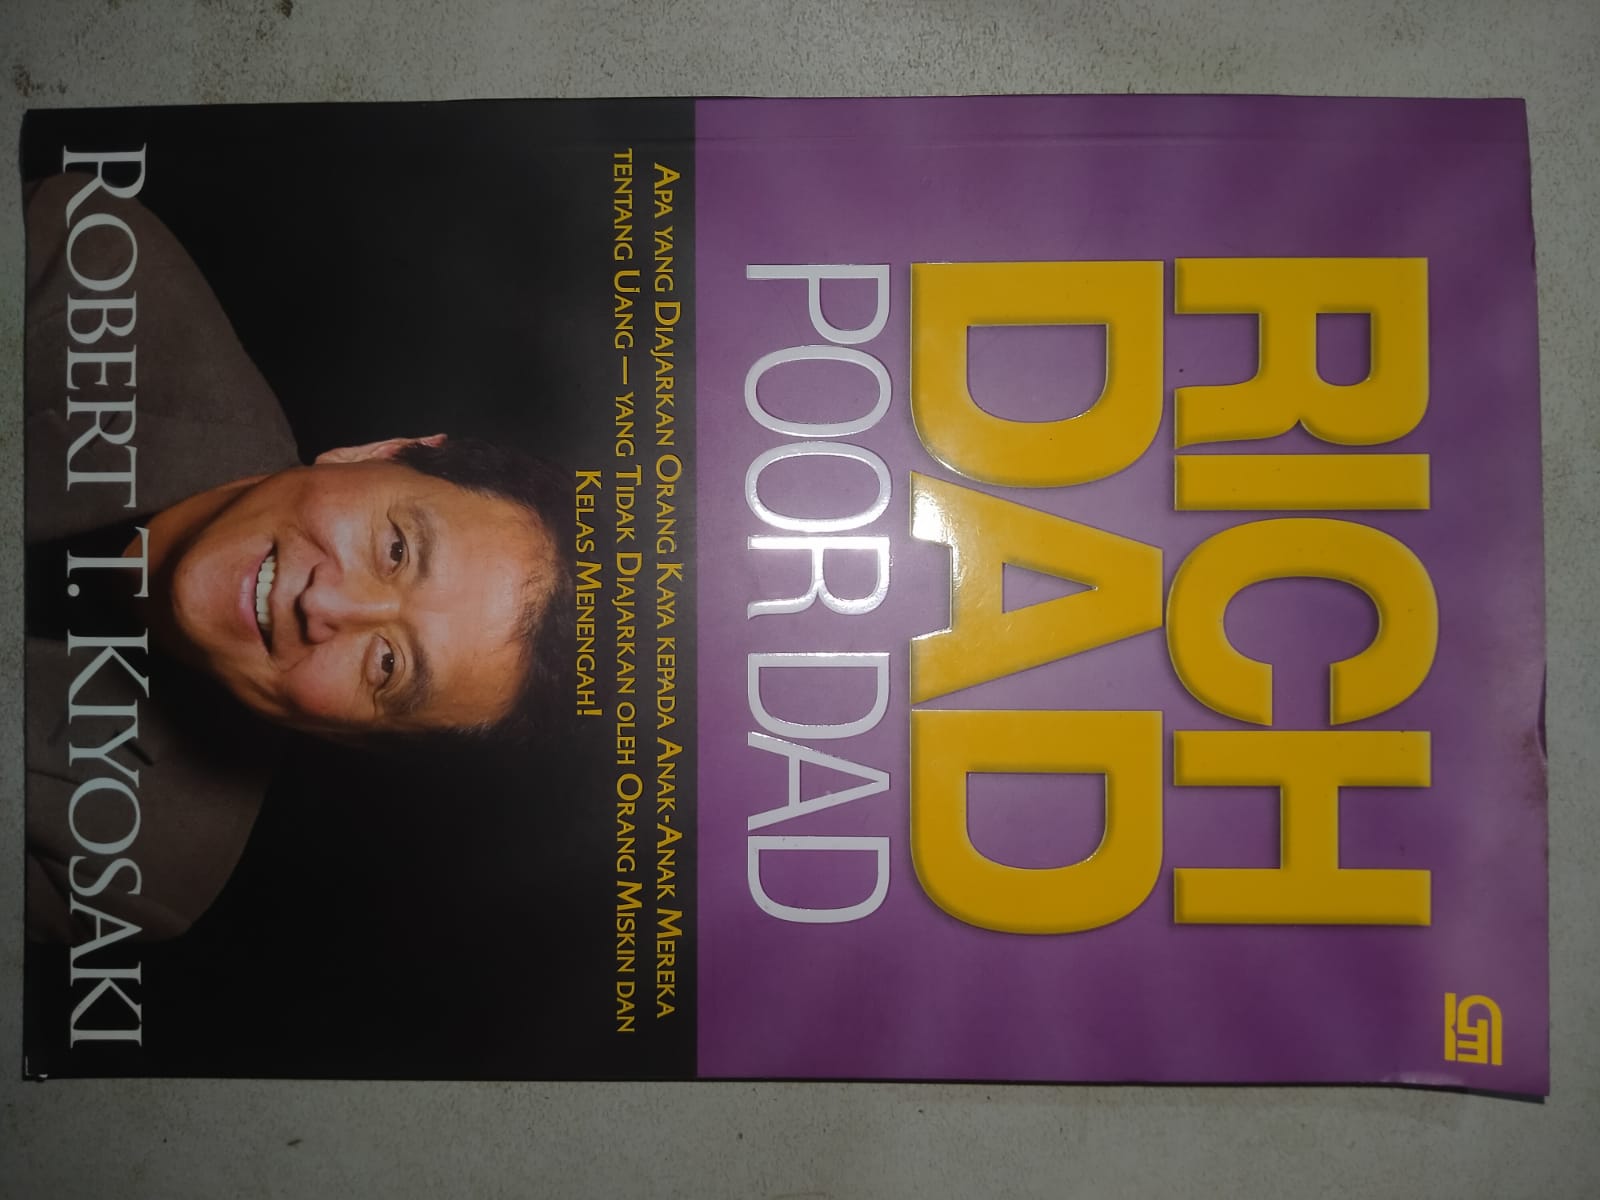 RICH
DAD
POOR DAD
Apa yang Diajarkan Orang Kaya kepada Anak-Anak Mereka
tentang Uang — yang Tidak Diajarkan oleh Orang Miskin dan
Kelas Menengah!
Robert T. Kiyosaki